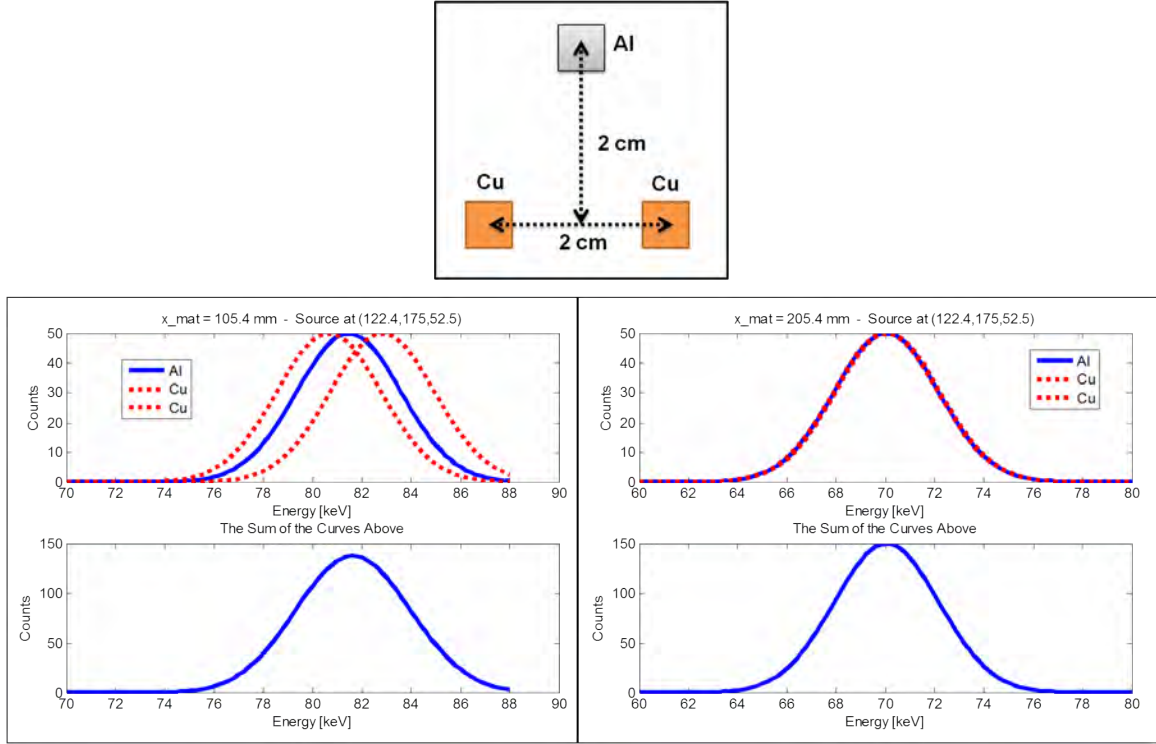 Al
2 cm
Cu
Cu
2 cm
x_mat = 105.4 mm - Source at (122.4,175,52.5)
50
40
30
20
10
0
Counts
Al
Cu
Cu
70 72 74 76 78 80 82 84 86 88 90
Energy [keV]
The Sum of the Curves Above
150
100
50
0
Counts
70 72 74 76 78 80 82 84 86 88 90
Energy [keV]
x_mat = 205.4 mm - Source at (122.4,175,52.5)
50
40
30
20
10
0
Counts
Al
Cu
Cu
60 62 64 66 68 70 72 74 76 78 80
Energy [keV]
The Sum of the Curves Above
150
100
50
0
Counts
60 62 64 66 68 70 72 74 76 78 80
Energy [keV]